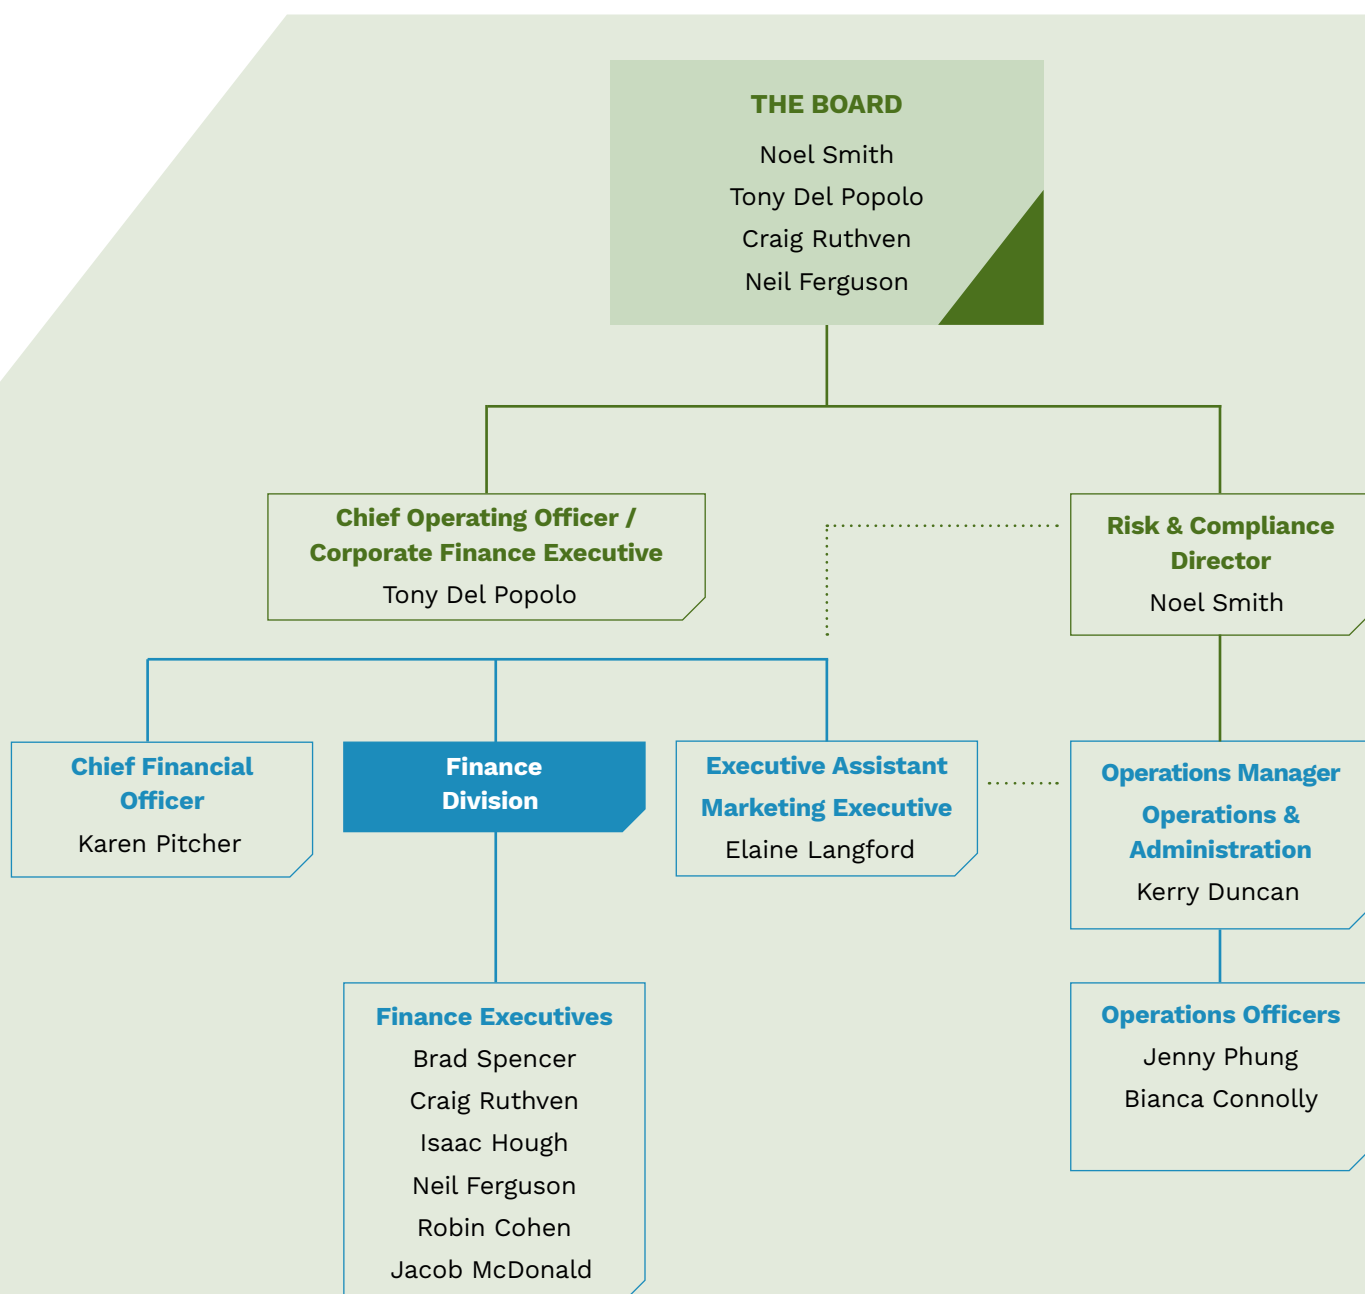 THE BOARD
Noel Smith
Tony Del Popolo
Craig Ruthven
Neil Ferguson
Chief Operating Officer /
Corporate Finance Executive
Tony Del Popolo
Risk & Compliance
Director
Noel Smith
Chief Financial
Officer
Karen Pitcher
Finance
Division
Executive Assistant
Marketing Executive
Elaine Langford
Operations Manager
Operations &
Administration
Kerry Duncan
Finance Executives
Brad Spencer
Craig Ruthven
Isaac Hough
Neil Ferguson
Robin Cohen
Jacob McDonald
Operations Officers
Jenny Phung
Bianca Connolly